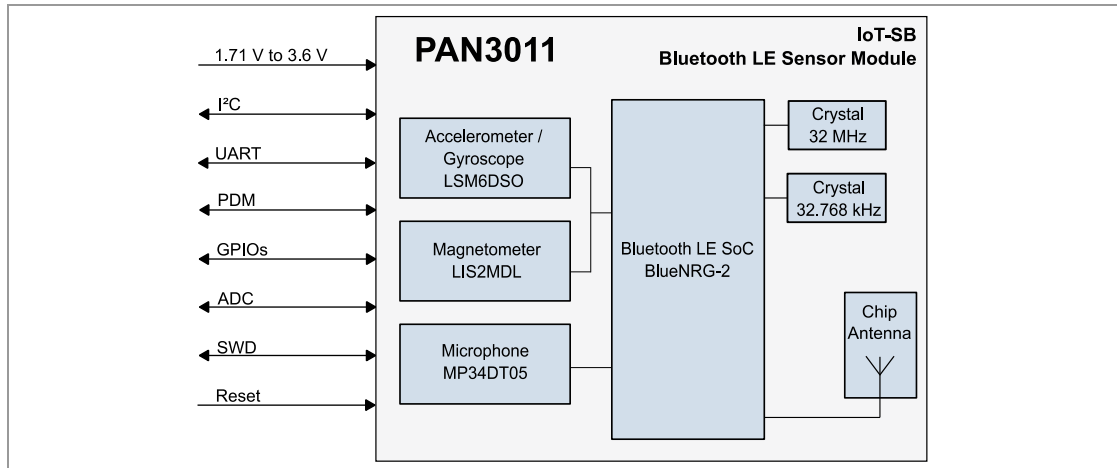 1.71 V to 3.6 V
I²C
UART
PDM
GPIOs
ADC
SWD
Reset
PAN3011
IoT-SB
Bluetooth LE Sensor Module
Accelerometer /
Gyroscope
LSM6DSO
Magnetometer
LIS2MDL
Microphone
MP34DT05
Bluetooth LE SoC
BlueNRG-2
Crystal
32 MHz
Crystal
32.768 kHz
Chip
Antenna